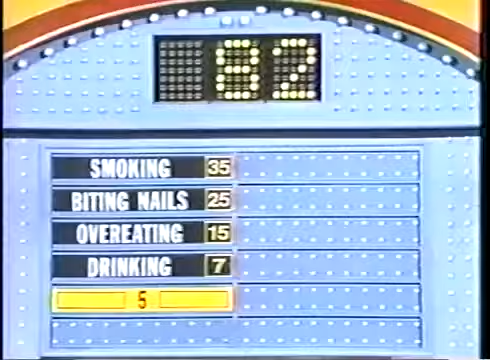 82
SMOKING 35
BITING NAILS 25
OVEREATING 15
DRINKING 7
5